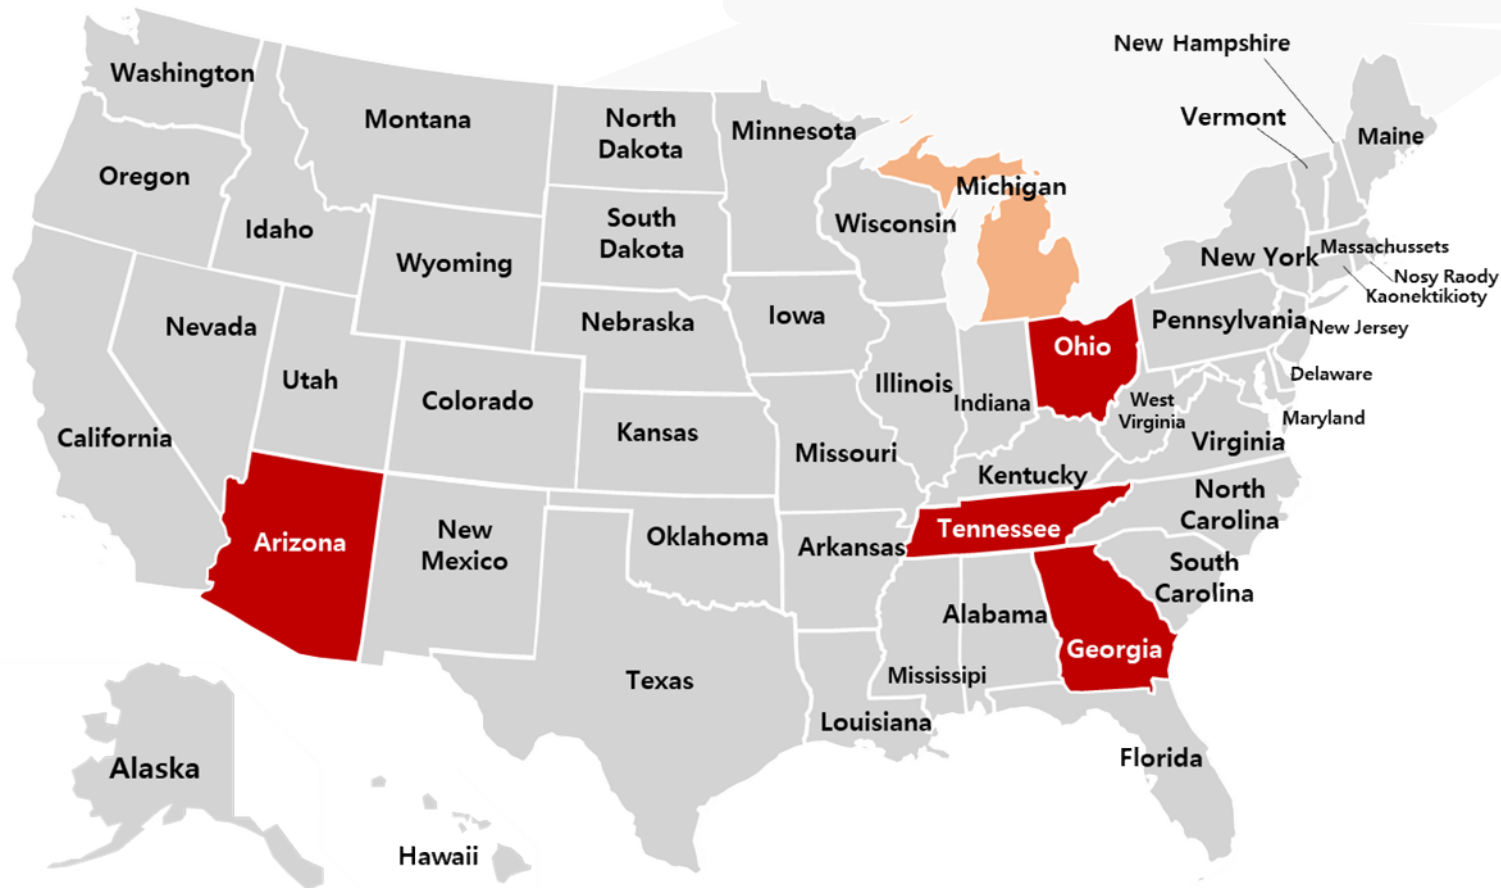 New Hampshire
Washington
Montana
North
Dakota
Minnesota
Vermont
Maine
Oregon
Michigan
Idaho
South
Dakota
Wisconsin
Wyoming
New York
Massachussets
Nosy Raody
Kaonektikioty
Nevada
Nebraska
Iowa
Pennsylvania
New Jersey
Ohio
Utah
Colorado
Illinois
Indiana
West
Virginia
Delaware
Maryland
California
Kansas
Missouri
Virginia
Kentucky
North
Carolina
Arizona
New
Mexico
Oklahoma
Arkansas
Tennessee
South
Carolina
Alabama
Georgia
Texas
Mississipi
Louisiana
Florida
Alaska
Hawaii